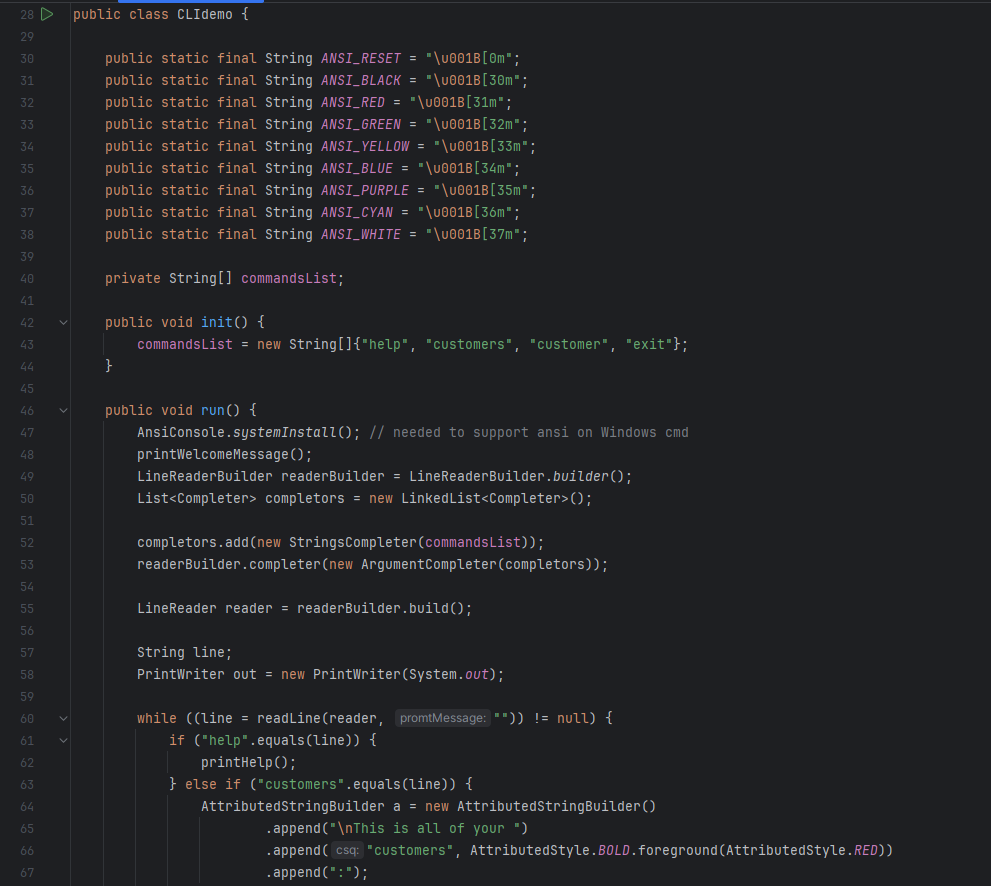 28 public class CLIdemo {
29
30 public static final String ANSI_RESET = "\u001B[0m";
31 public static final String ANSI_BLACK = "\u001B[30m";
32 public static final String ANSI_RED = "\u001B[31m";
33 public static final String ANSI_GREEN = "\u001B[32m";
34 public static final String ANSI_YELLOW = "\u001B[33m";
35 public static final String ANSI_BLUE = "\u001B[34m";
36 public static final String ANSI_PURPLE = "\u001B[35m";
37 public static final String ANSI_CYAN = "\u001B[36m";
38 public static final String ANSI_WHITE = "\u001B[37m";
39
40 private String[] commandsList;
41
42 public void init() {
43 commandsList = new String[]{"help", "customers", "customer", "exit"};
44 }
45
46 public void run() {
47 AnsiConsole.systemInstall(); // needed to support ansi on Windows cmd
48 printWelcomeMessage();
49 LineReaderBuilder readerBuilder = LineReaderBuilder.builder();
50 List<Completer> completors = new LinkedList<Completer>();
51
52 completors.add(new StringsCompleter(commandsList));
53 readerBuilder.completer(new ArgumentCompleter(completors));
54
55 LineReader reader = readerBuilder.build();
56
57 String line;
58 PrintWriter out = new PrintWriter(System.out);
59
60 while ((line = readLine(reader, promtMessage: "")) != null) {
61 if ("help".equals(line)) {
62 printHelp();
63 } else if ("customers".equals(line)) {
64 AttributedStringBuilder a = new AttributedStringBuilder()
65 .append("\nThis is all of your ")
66 .append( csq: "customers", AttributedStyle.BOLD.foreground(AttributedStyle.RED))
67 .append(":");